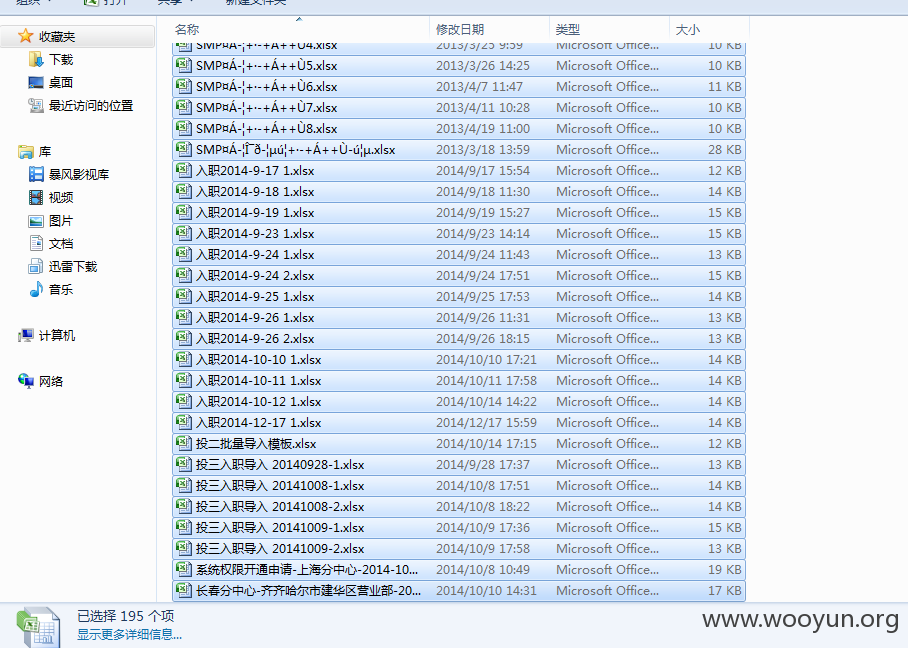 组织 打开 共享 新建文件夹
收藏夹
下载
桌面
最近访问的位置
库
暴风影视库
视频
图片
文档
迅雷下载
音乐
计算机
网络
名称 修改日期 类型 大小
SMP¤Á-¦+·-+Á++Ù4.xlsx 2013/3/25 9:59 Microsoft Office... 10 KB
SMP¤Á-¦+·-+Á++Ù5.xlsx 2013/3/26 14:25 Microsoft Office... 10 KB
SMP¤Á-¦+·-+Á++Ù6.xlsx 2013/4/7 11:47 Microsoft Office... 11 KB
SMP¤Á-¦+·-+Á++Ù7.xlsx 2013/4/11 10:28 Microsoft Office... 10 KB
SMP¤Á-¦+·-+Á++Ù8.xlsx 2013/4/19 11:00 Microsoft Office... 10 KB
SMP¤Á-¦Î¯ð-¦µú¦+·-+Á++Ù-ú¦µ.xlsx 2013/3/18 13:59 Microsoft Office... 28 KB
入职2014-9-17 1.xlsx 2014/9/17 15:54 Microsoft Office... 12 KB
入职2014-9-18 1.xlsx 2014/9/18 11:30 Microsoft Office... 14 KB
入职2014-9-19 1.xlsx 2014/9/19 15:27 Microsoft Office... 15 KB
入职2014-9-23 1.xlsx 2014/9/23 14:14 Microsoft Office... 15 KB
入职2014-9-24 1.xlsx 2014/9/24 11:43 Microsoft Office... 13 KB
入职2014-9-24 2.xlsx 2014/9/24 17:51 Microsoft Office... 15 KB
入职2014-9-25 1.xlsx 2014/9/25 17:53 Microsoft Office... 14 KB
入职2014-9-26 1.xlsx 2014/9/26 11:31 Microsoft Office... 13 KB
入职2014-9-26 2.xlsx 2014/9/26 18:15 Microsoft Office... 13 KB
入职2014-10-10 1.xlsx 2014/10/10 17:21 Microsoft Office... 14 KB
入职2014-10-11 1.xlsx 2014/10/11 17:58 Microsoft Office... 14 KB
入职2014-10-12 1.xlsx 2014/10/14 14:22 Microsoft Office... 14 KB
入职2014-12-17 1.xlsx 2014/12/17 15:59 Microsoft Office... 14 KB
投二批量导入模板.xlsx 2014/10/14 17:15 Microsoft Office... 12 KB
投三入职导入 20140928-1.xlsx 2014/9/28 17:37 Microsoft Office... 13 KB
投三入职导入 20141008-1.xlsx 2014/10/8 17:51 Microsoft Office... 14 KB
投三入职导入 20141008-2.xlsx 2014/10/8 18:22 Microsoft Office... 14 KB
投三入职导入 20141009-1.xlsx 2014/10/9 17:36 Microsoft Office... 15 KB
投三入职导入 20141009-2.xlsx 2014/10/9 17:58 Microsoft Office... 13 KB
系统权限开通申请-上海分中心-2014-10... 2014/10/8 10:49 Microsoft Office... 19 KB
长春分中心-齐齐哈尔市建华区营业部-20... 2014/10/10 14:31 Microsoft Office... 17 KB
已选择 195 个项
显示更多详细信息...
www.wooyun.org